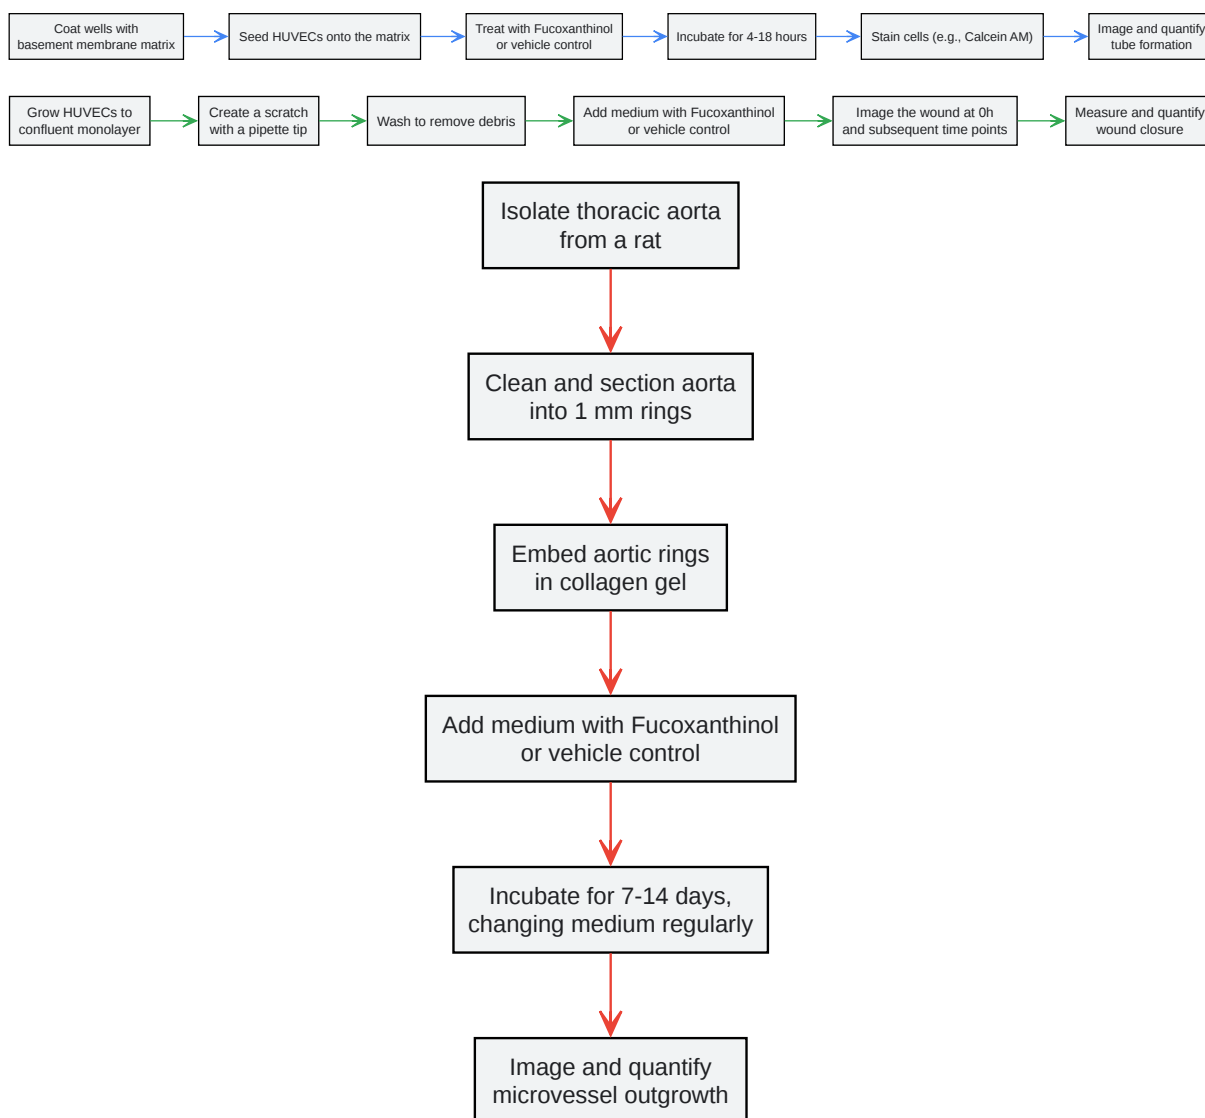 Coat wells with
basement membrane matrix
Seed HUVECs onto the matrix
Treat with Fucoxanthinol
or vehicle control
Incubate for 4-18 hours
Stain cells (e.g., Calcein AM)
Image and quantify
tube formation
Grow HUVECs to
confluent monolayer
Create a scratch
with a pipette tip
Wash to remove debris
Add medium with Fucoxanthinol
or vehicle control
Image the wound at 0h
and subsequent time points
Measure and quantify
wound closure
Isolate thoracic aorta
from a rat
Clean and section aorta
into 1 mm rings
Embed aortic rings
in collagen gel
Add medium with Fucoxanthinol
or vehicle control
Incubate for 7-14 days,
changing medium regularly
Image and quantify
microvessel outgrowth